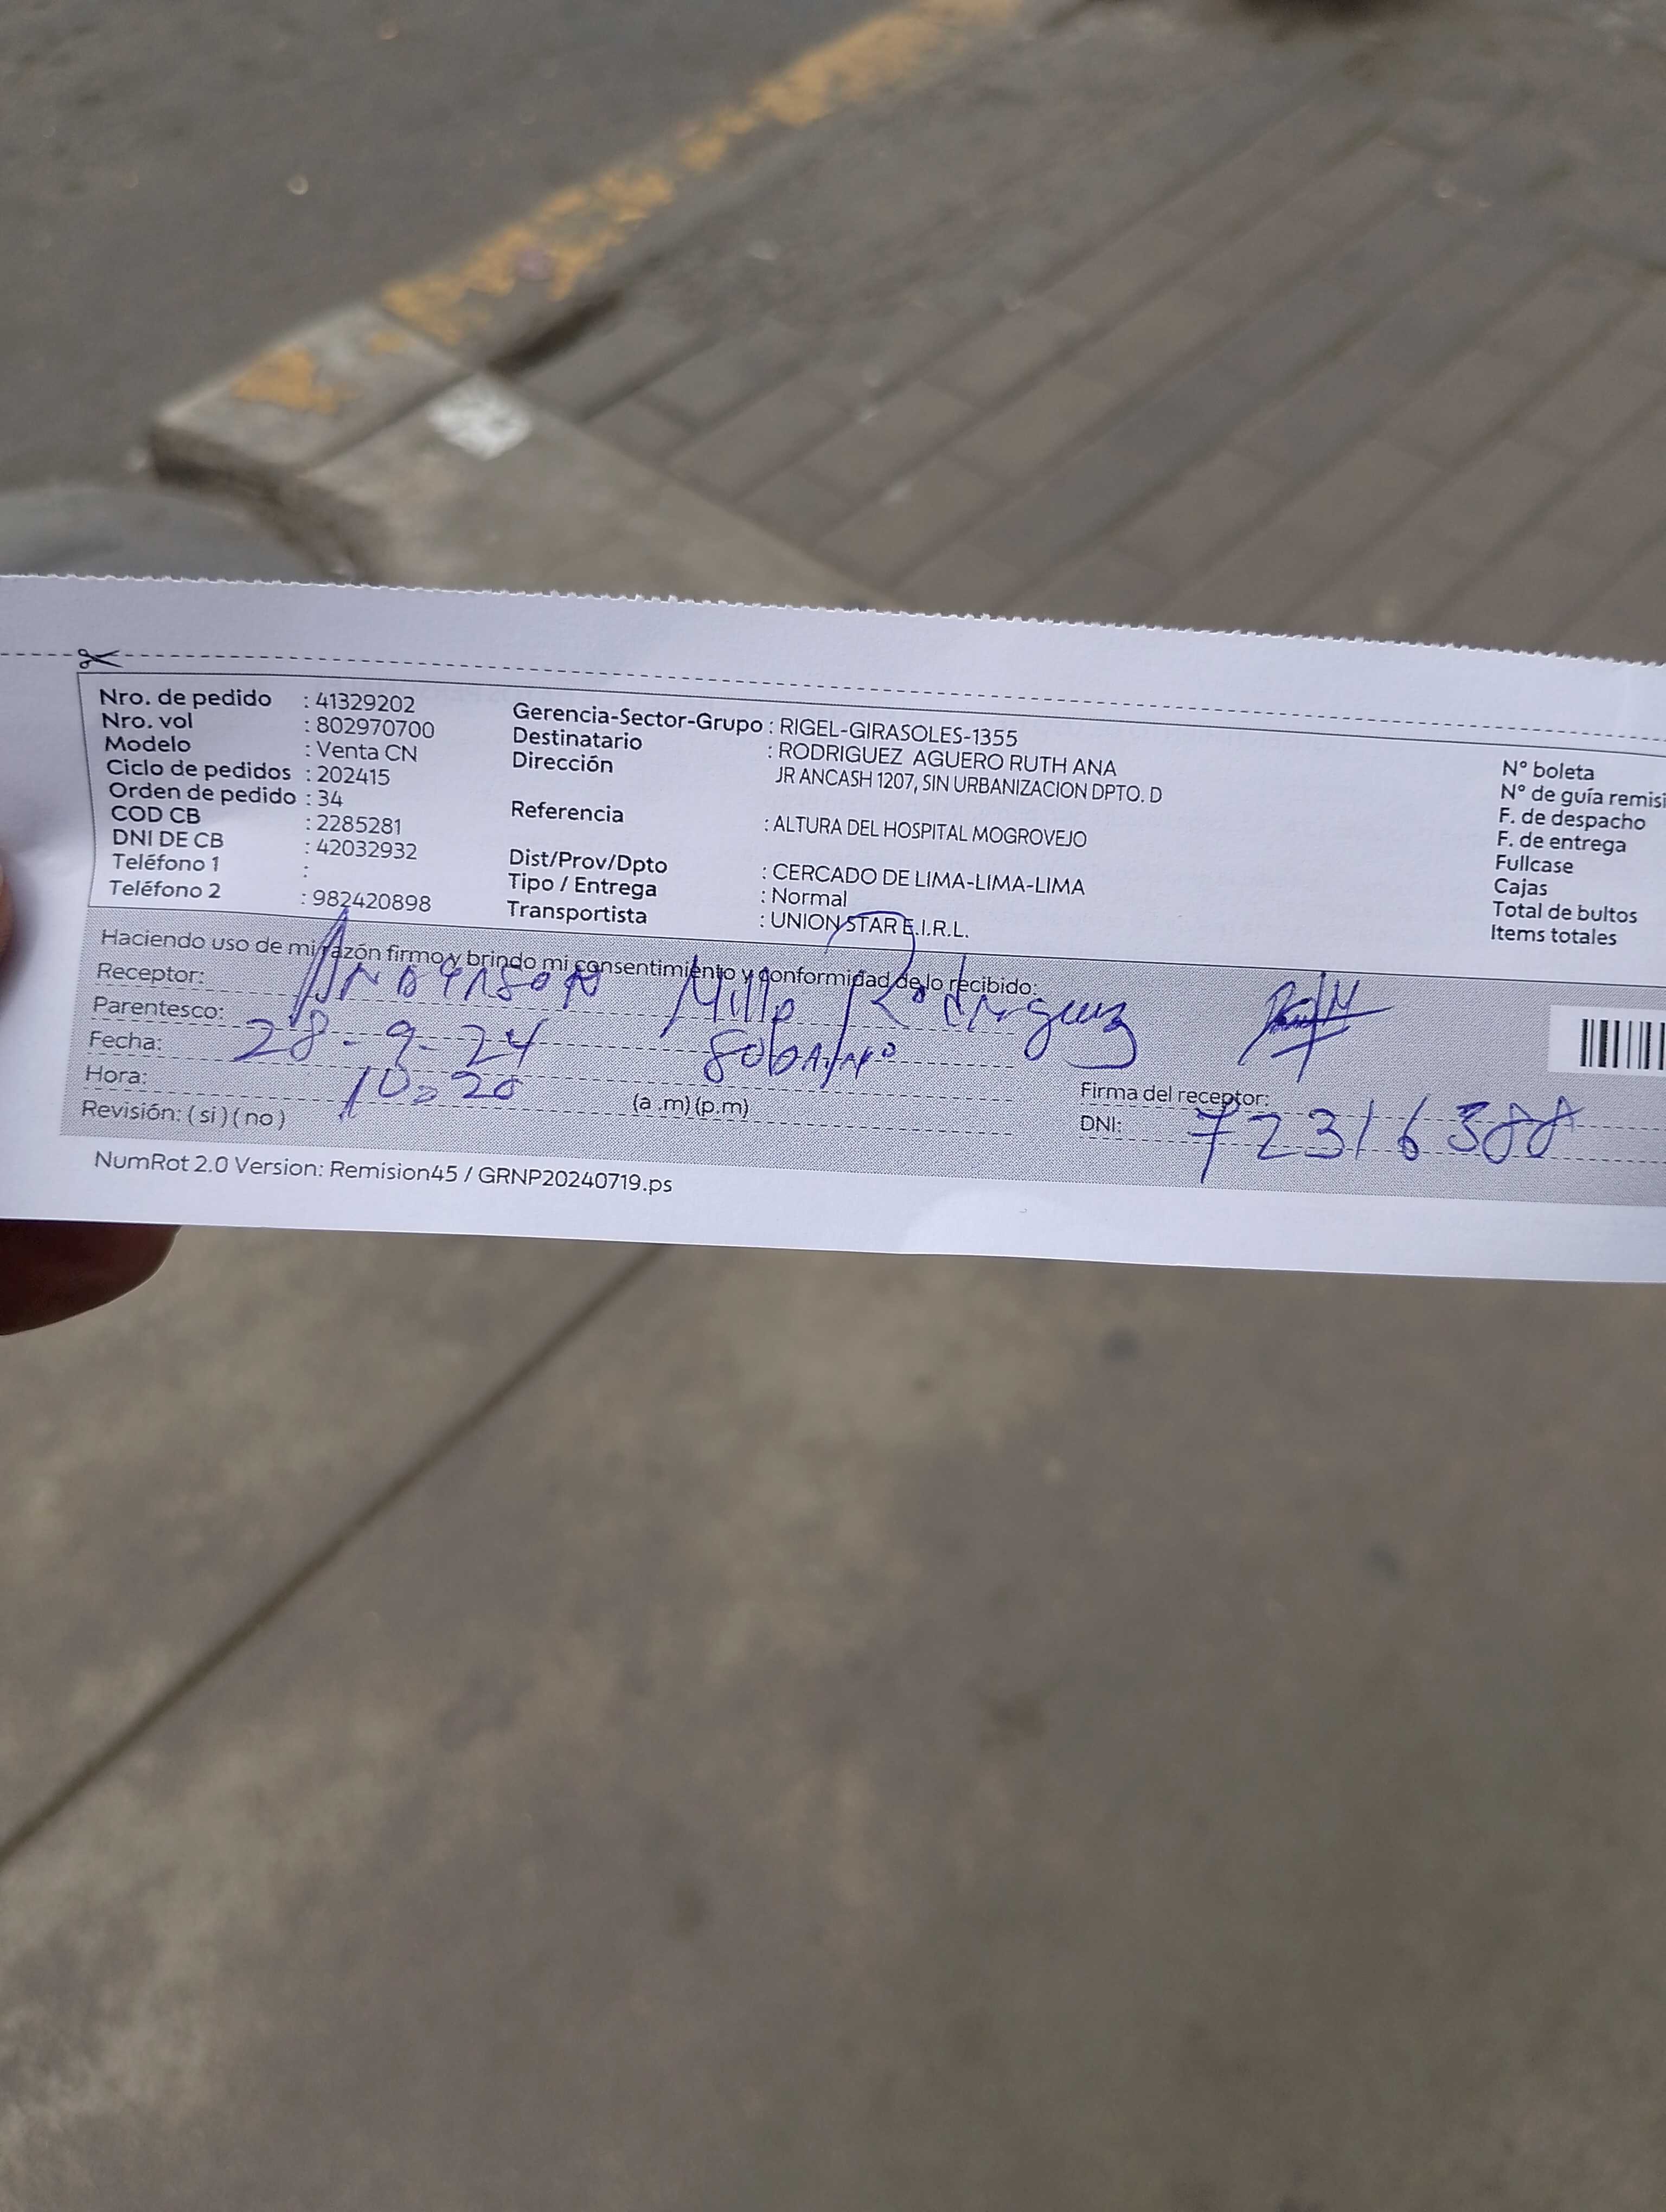 Nro. de pedido : 41329202
Nro. vol : 802970700
Modelo : Venta CN
Ciclo de pedidos : 202415
Orden de pedido : 34
COD CB : 2285281
DNI DE CB : 42032932
Teléfono 1 :
Teléfono 2 : 982420898
Gerencia-Sector-Grupo : RIGEL-GIRASOLES-1355
Destinatario : RODRIGUEZ AGUERO RUTH ANA
Dirección JR ANCASH 1207, SIN URBANIZACION DPTO. D
Referencia : ALTURA DEL HOSPITAL MOGROVEJO
Dist/Prov/Dpto : CERCADO DE LIMA-LIMA-LIMA
Tipo / Entrega : Normal
Transportista : UNION STAR E.I.R.L.
N° boleta
N° de guía remisi
F. de despacho
F. de entrega
Fullcase
Cajas
Total de bultos
Items totales
Haciendo uso de mi razón firmo y brindo mi consentimiento y conformidad de lo recibido:
Receptor: Rodriguez
Parentesco:
Fecha: 28-9-24
Hora: 10:20 (a.m) (p.m)
Revisión: ( si ) ( no )
Firma del receptor:
DNI: 72316388
NumRot 2.0 Version: Remision45 / GRNP20240719.ps